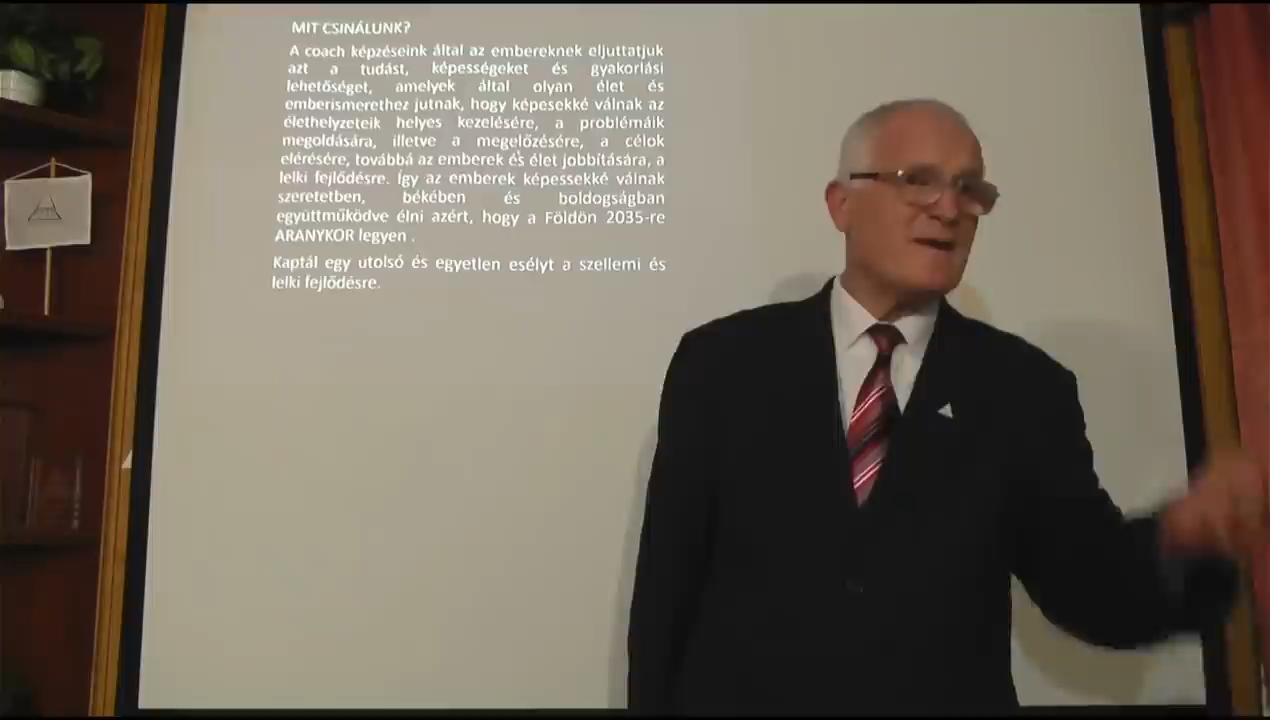 MIT CSINÁLUNK?
A coach képzéseink által az embereknek eljuttatjuk
azt a tudást, képességeket és gyakorlási
lehetőséget, amelyek által olyan élet és
emberismerethez jutnak, hogy képesekké válnak az
élethelyzeteik helyes kezelésére, a problémáik
megoldására, illetve a megelőzésére, a célok
elérésére, továbbá az emberek és élet jobbítására, a
lelki fejlődésre. Így az emberek képessekké válnak
szeretetben, békében és boldogságban
együttműködve élni azért, hogy a Földön 2035-re
ARANYKOR legyen .
Kaptál egy utolsó és egyetlen esélyt a szellemi és
lelki fejlődésre.